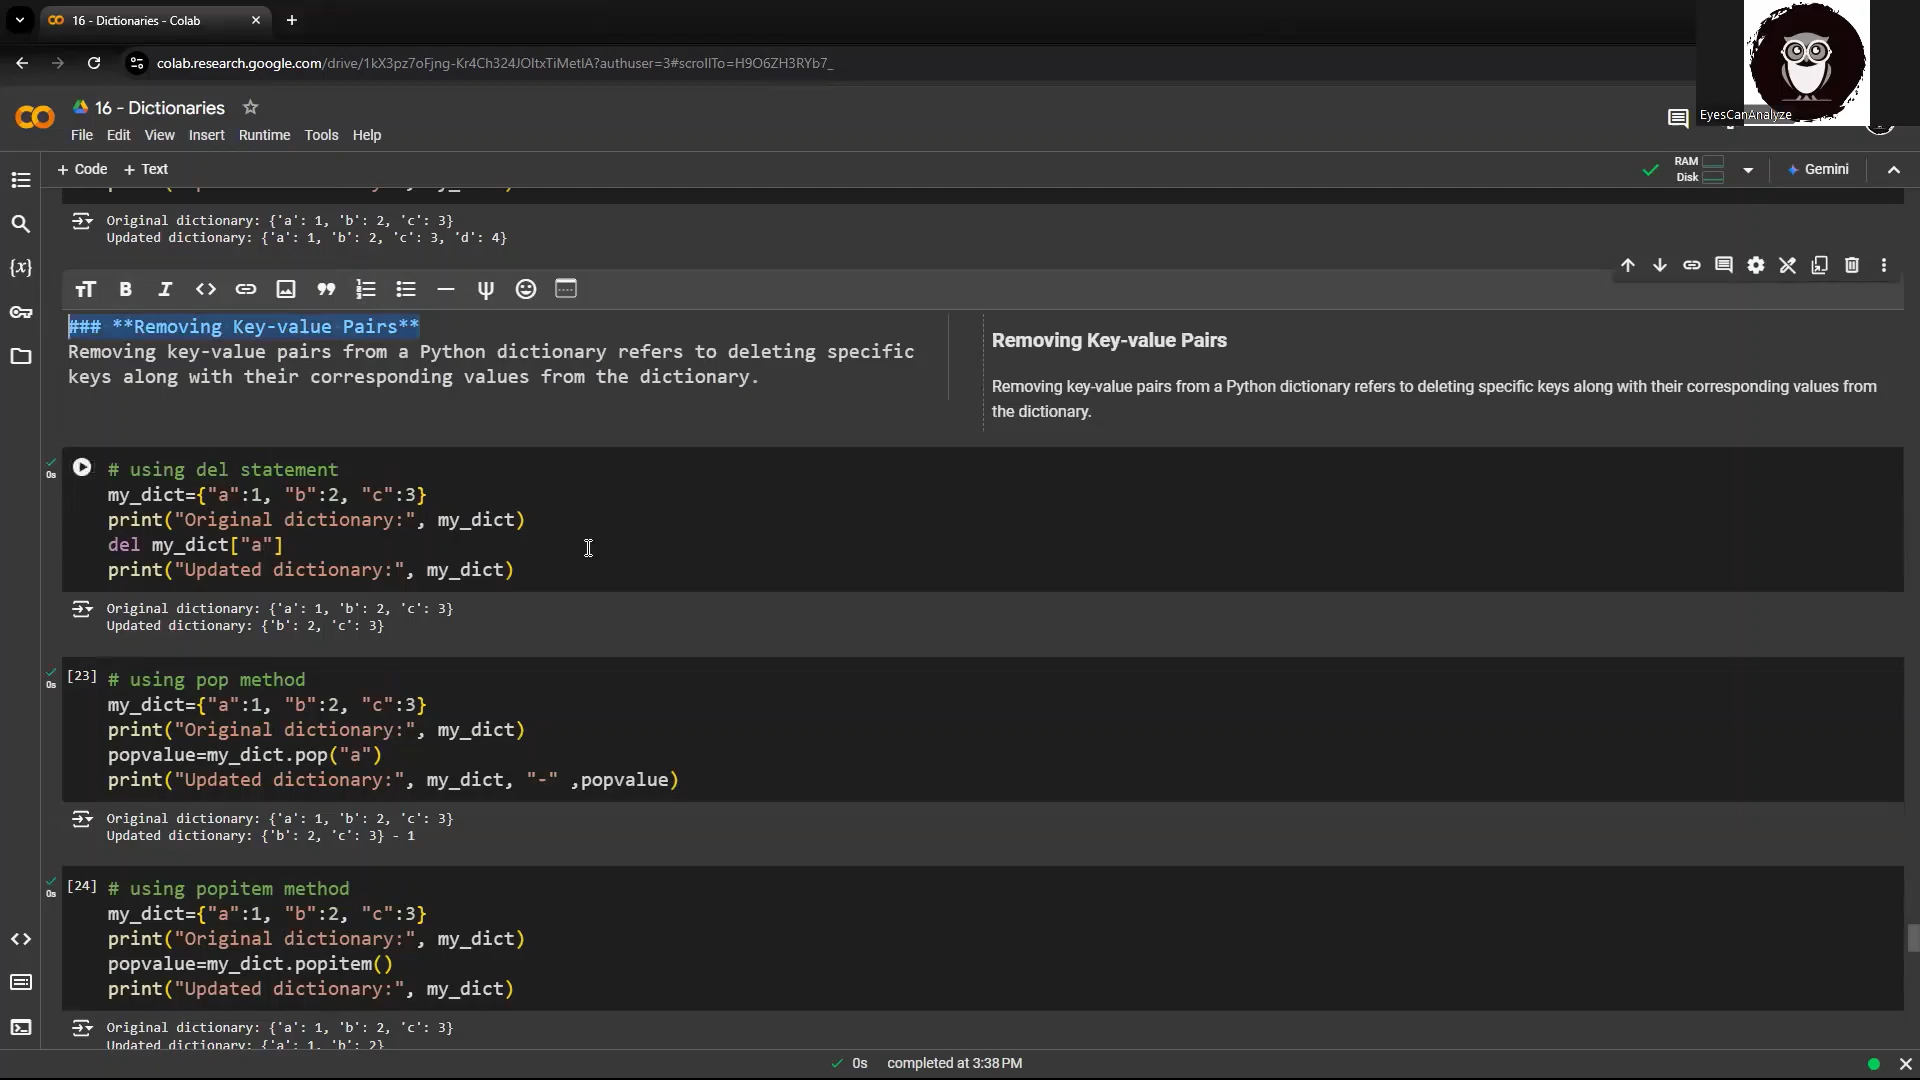 16 - Dictionaries - Colab
colab.research.google.com/drive/1kX3pz7oFjng-Kr4Ch324JOltxTiMetlA?authuser=3#scrollTo=H9O6ZH3RYb7_
EyesCanAnalyze
16 - Dictionaries
File Edit View Insert Runtime Tools Help
+ Code + Text
RAM
Disk
Gemini
Original dictionary: {'a': 1, 'b': 2, 'c': 3}
Updated dictionary: {'a': 1, 'b': 2, 'c': 3, 'd': 4}
### **Removing Key-value Pairs**
Removing key-value pairs from a Python dictionary refers to deleting specific
keys along with their corresponding values from the dictionary.
Removing Key-value Pairs
Removing key-value pairs from a Python dictionary refers to deleting specific keys along with their corresponding values from
the dictionary.
0s
# using del statement
my_dict={"a":1, "b":2, "c":3}
print("Original dictionary:", my_dict)
del my_dict["a"]
print("Updated dictionary:", my_dict)
Original dictionary: {'a': 1, 'b': 2, 'c': 3}
Updated dictionary: {'b': 2, 'c': 3}
0s
[23] # using pop method
my_dict={"a":1, "b":2, "c":3}
print("Original dictionary:", my_dict)
popvalue=my_dict.pop("a")
print("Updated dictionary:", my_dict, "-" ,popvalue)
Original dictionary: {'a': 1, 'b': 2, 'c': 3}
Updated dictionary: {'b': 2, 'c': 3} - 1
0s
[24] # using popitem method
my_dict={"a":1, "b":2, "c":3}
print("Original dictionary:", my_dict)
popvalue=my_dict.popitem()
print("Updated dictionary:", my_dict)
Original dictionary: {'a': 1, 'b': 2, 'c': 3}
Updated dictionary: {'a': 1, 'b': 2}
0s completed at 3:38 PM